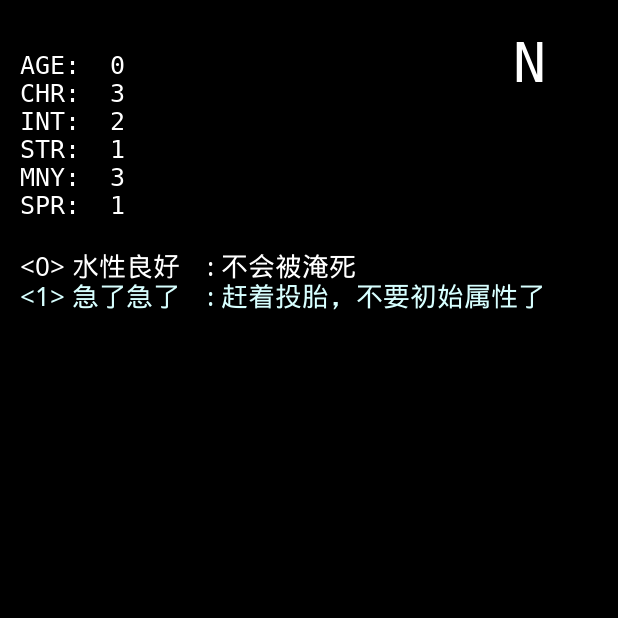 N
AGE: 0
CHR: 3
INT: 2
STR: 1
MNY: 3
SPR: 1
<0> 水性良好 :不会被淹死
<1> 急了急了 :赶着投胎，不要初始属性了